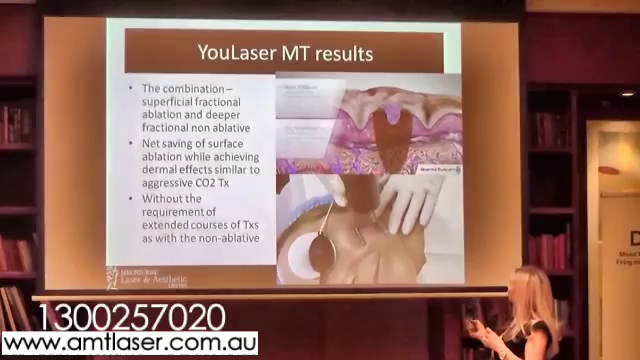 YouLaser MT results
• The combination –
superficial fractional
ablation and deeper
fractional non ablative
• Net saving of surface
ablation while achieving
dermal effects similar to
aggressive CO2 Tx
• Without the
requirement of
extended courses of Txs
as with the non-ablative
MELBOURNE
Laser & Aesthetic
CENTRE
D
1300257020
www.amtlaser.com.au